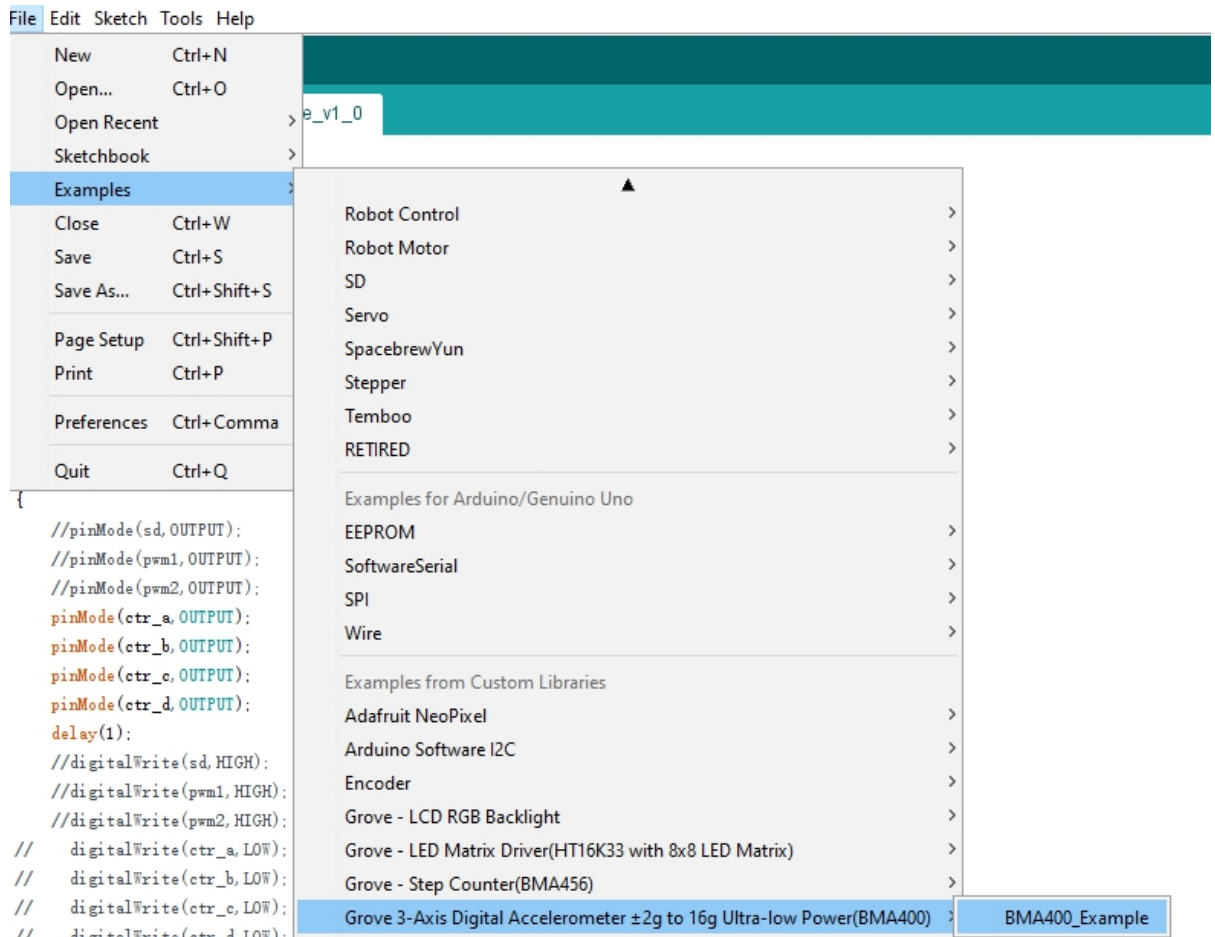 File Edit Sketch Tools Help
New Ctrl+N
Open... Ctrl+O
Open Recent
Sketchbook
Examples
Close Ctrl+W
Save Ctrl+S
Save As... Ctrl+Shift+S
Page Setup Ctrl+Shift+P
Print Ctrl+P
Preferences Ctrl+Comma
Quit Ctrl+Q
e_v1_0
Robot Control
Robot Motor
SD
Servo
SpacebrewYun
Stepper
Temboo
RETIRED
Examples for Arduino/Genuino Uno
EEPROM
SoftwareSerial
SPI
Wire
Examples from Custom Libraries
Adafruit NeoPixel
Arduino Software I2C
Encoder
Grove - LCD RGB Backlight
Grove - LED Matrix Driver(HT16K33 with 8x8 LED Matrix)
Grove - Step Counter(BMA456)
Grove 3-Axis Digital Accelerometer ±2g to 16g Ultra-low Power(BMA400)
BMA400_Example
{
//pinMode(sd,OUTPUT);
//pinMode(pwm1,OUTPUT);
//pinMode(pwm2,OUTPUT);
pinMode(ctr_a,OUTPUT);
pinMode(ctr_b,OUTPUT);
pinMode(ctr_c,OUTPUT);
pinMode(ctr_d,OUTPUT);
delay(1);
//digitalWrite(sd,HIGH);
//digitalWrite(pwm1,HIGH);
//digitalWrite(pwm2,HIGH);
// digitalWrite(ctr_a,LOW);
// digitalWrite(ctr_b,LOW);
// digitalWrite(ctr_c,LOW);
// digitalWrite(ctr_d,LOW);